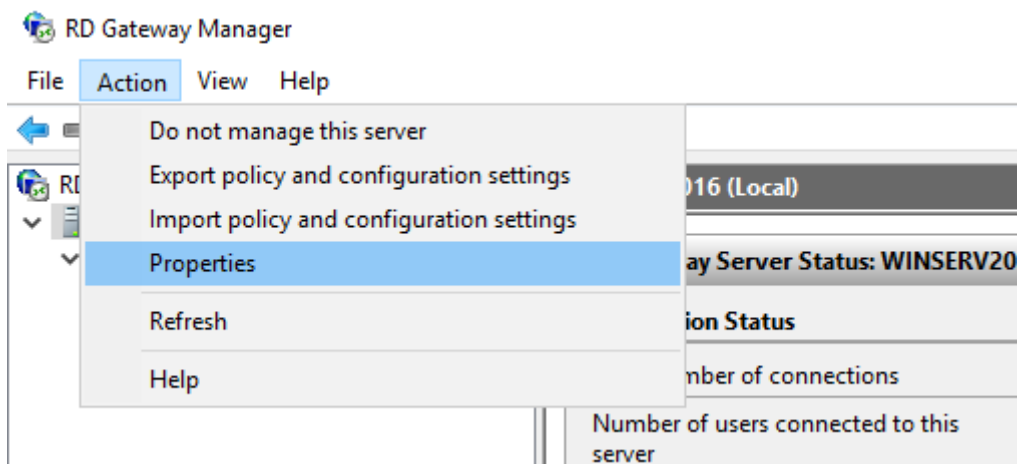 RD Gateway Manager
File Action View Help
Do not manage this server
Export policy and configuration settings
Import policy and configuration settings
Properties
Refresh
Help
RD
016 (Local)
ay Server Status: WINSERV20
ion Status
mber of connections
Number of users connected to this
server